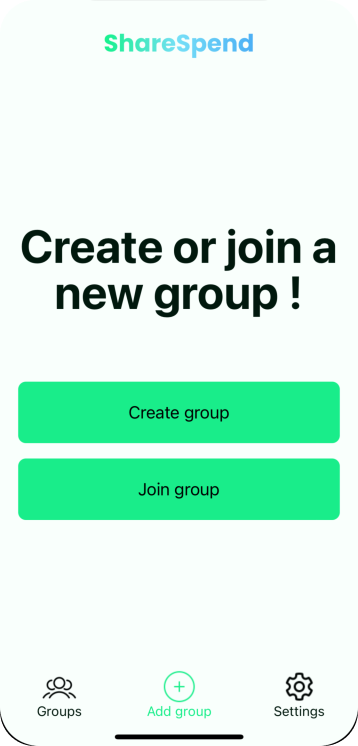 ShareSpend
Create or join a
new group !
Create group
Join group
Groups
Add group
Settings